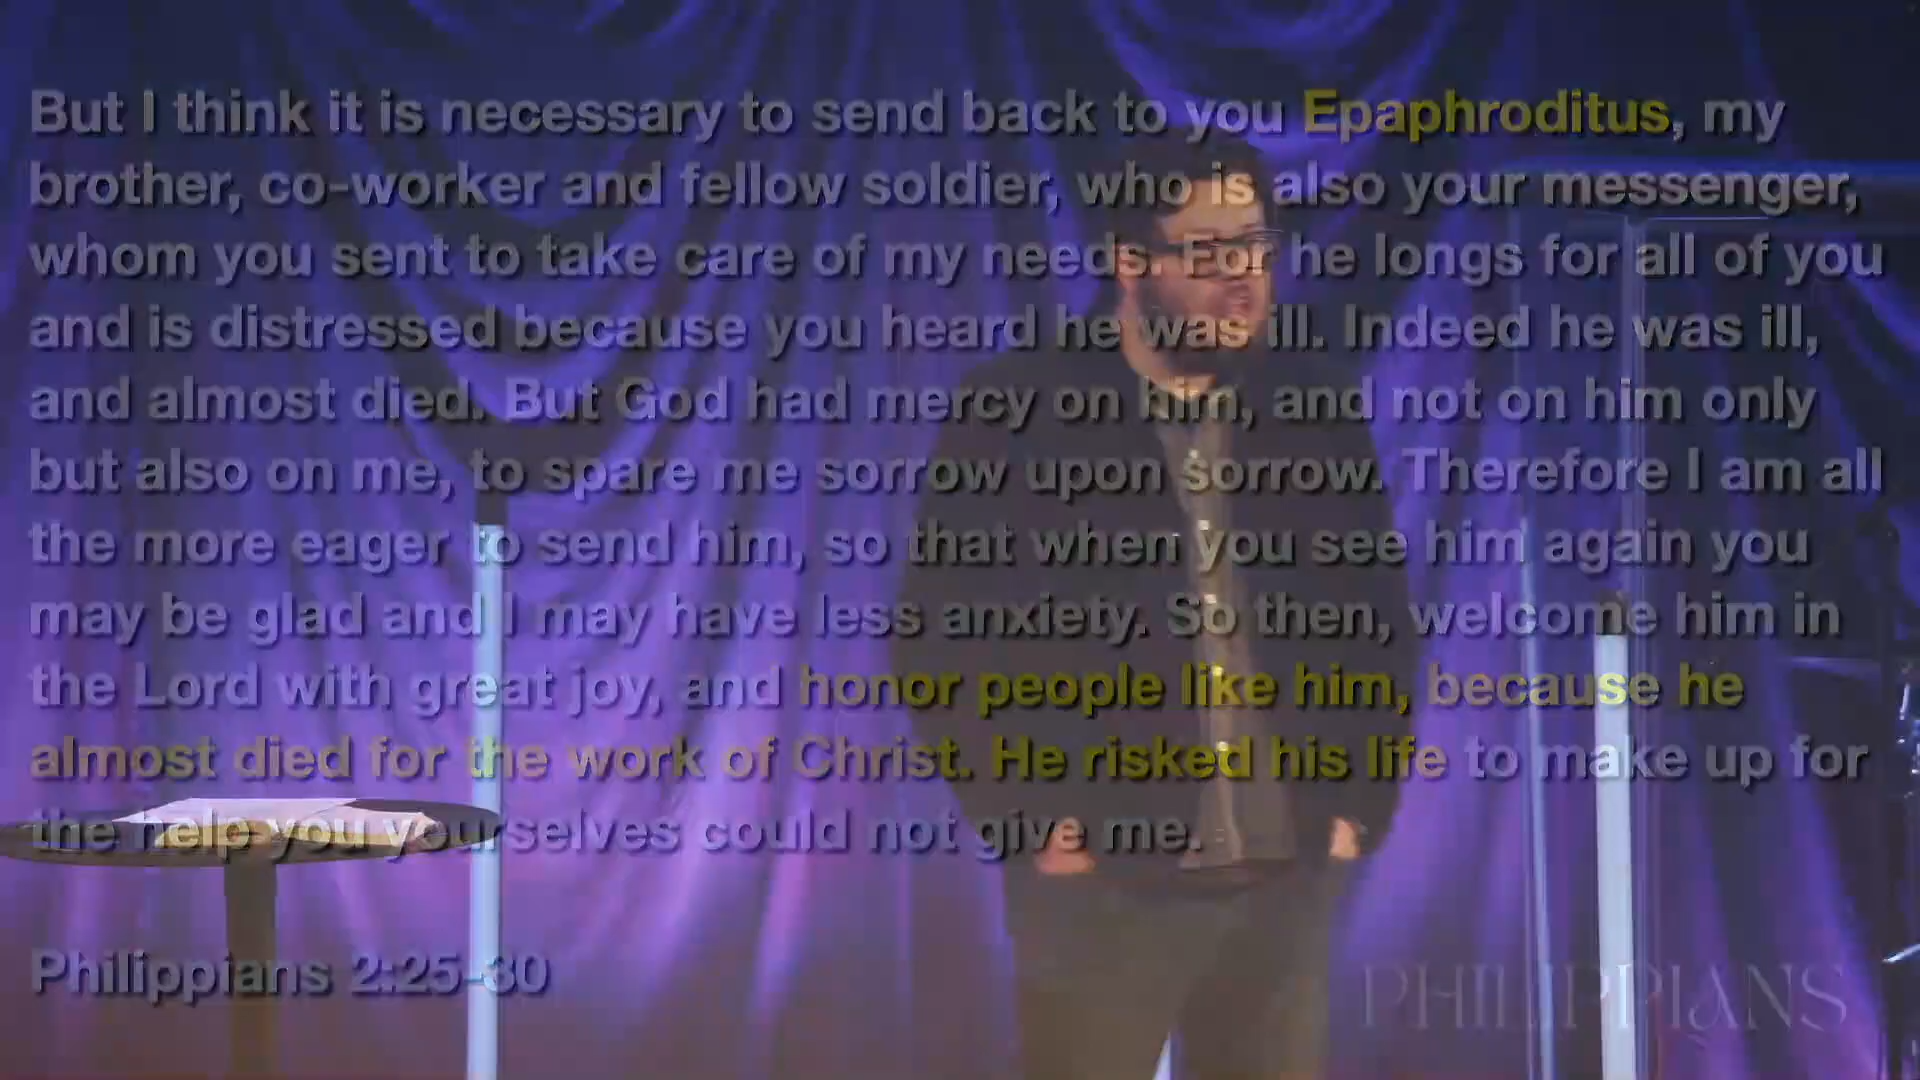 But I think it is necessary to send back to you Epaphroditus, my
brother, co-worker and fellow soldier, who is also your messenger,
whom you sent to take care of my needs. For he longs for all of you
and is distressed because you heard he was ill. Indeed he was ill,
and almost died. But God had mercy on him, and not on him only
but also on me, to spare me sorrow upon sorrow. Therefore I am all
the more eager to send him, so that when you see him again you
may be glad and I may have less anxiety. So then, welcome him in
the Lord with great joy, and honor people like him, because he
almost died for the work of Christ. He risked his life to make up for
the help you yourselves could not give me.
Philippians 2:25-30
PHILIPPIANS